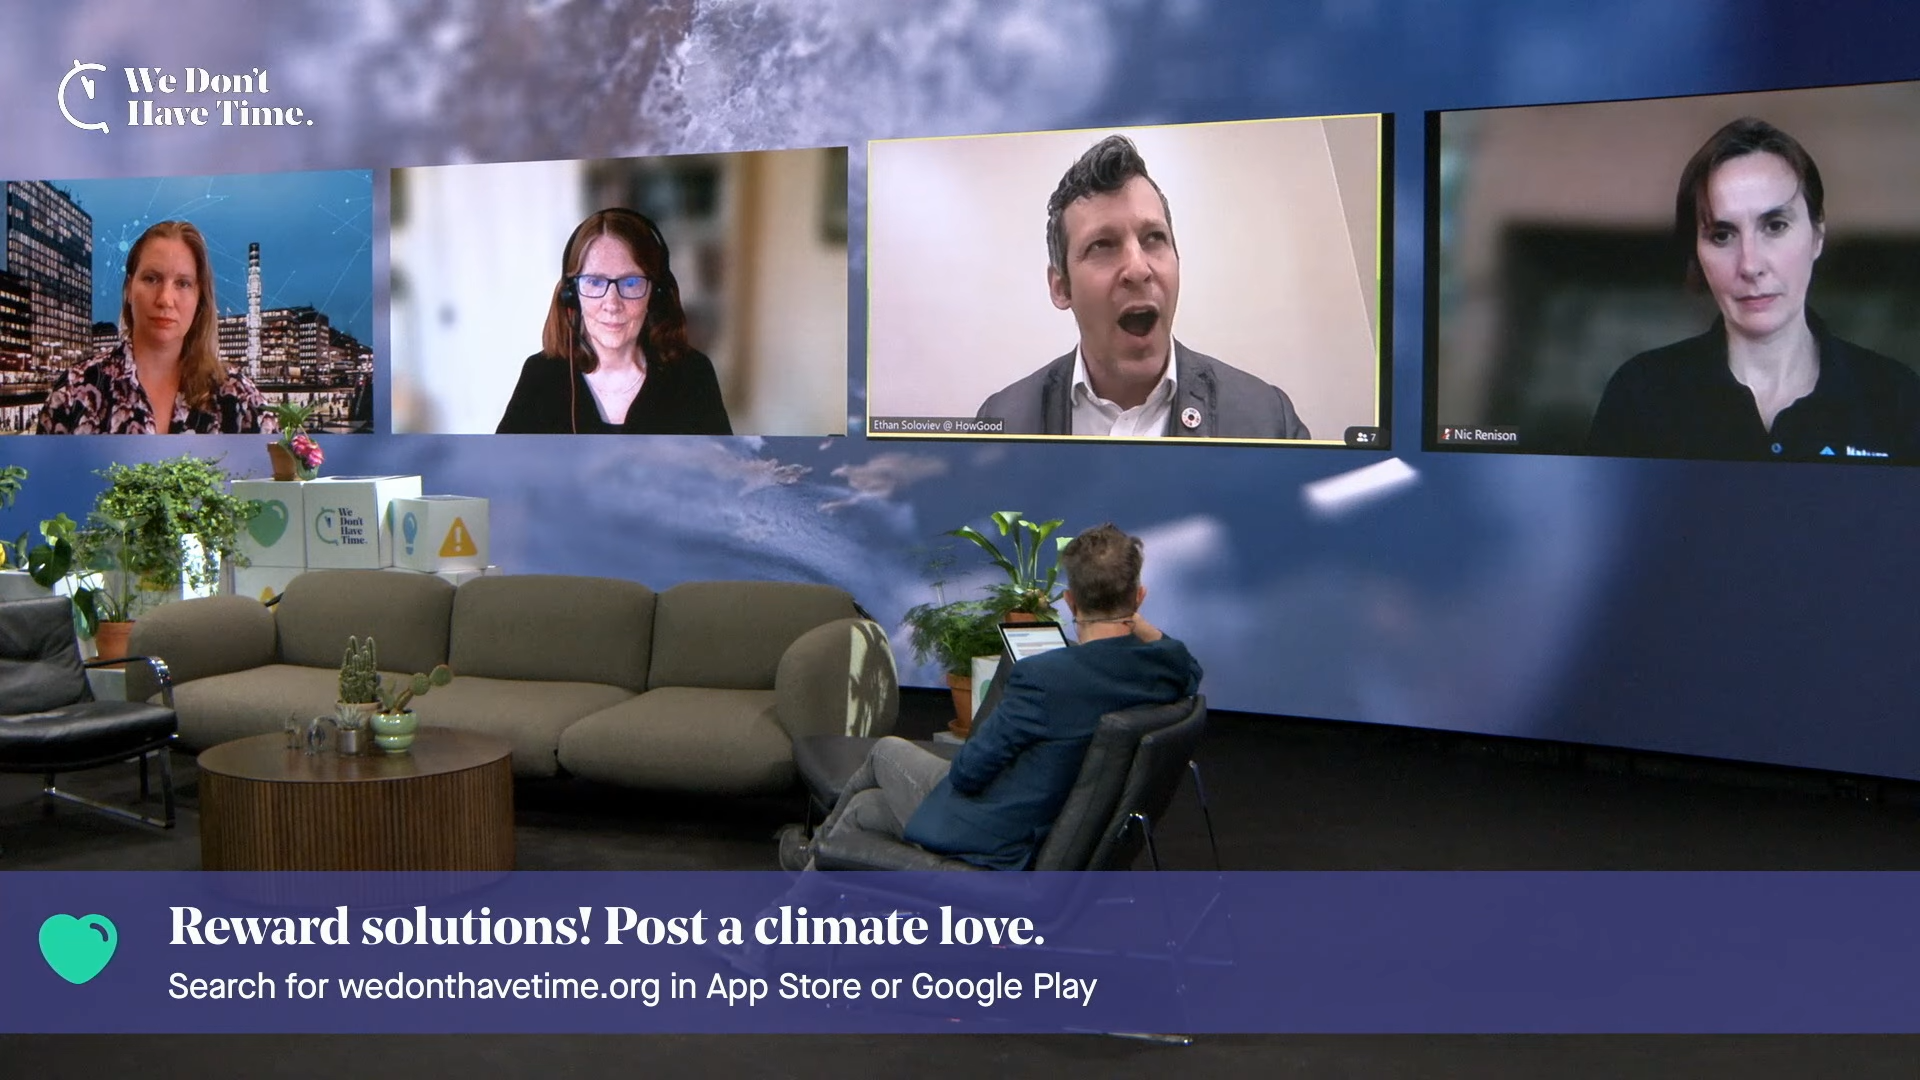 We Don't
Have Time.
Ethan Soloviev @ HowGood
7
Nic Renison
We
Don't
Have
Time.
Reward solutions! Post a climate love.
Search for wedonthavetime.org in App Store or Google Play